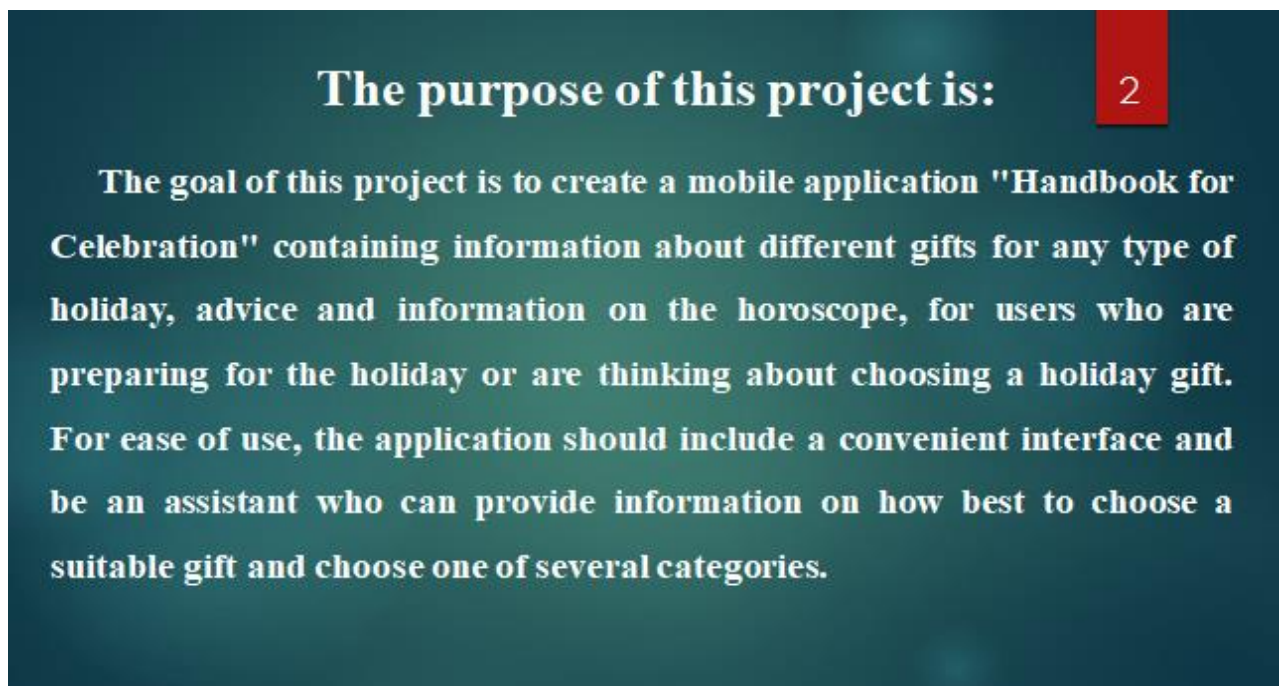 The purpose of this project is:
2
The goal of this project is to create a mobile application "Handbook for
Celebration" containing information about different gifts for any type of
holiday, advice and information on the horoscope, for users who are
preparing for the holiday or are thinking about choosing a holiday gift.
For ease of use, the application should include a convenient interface and
be an assistant who can provide information on how best to choose a
suitable gift and choose one of several categories.